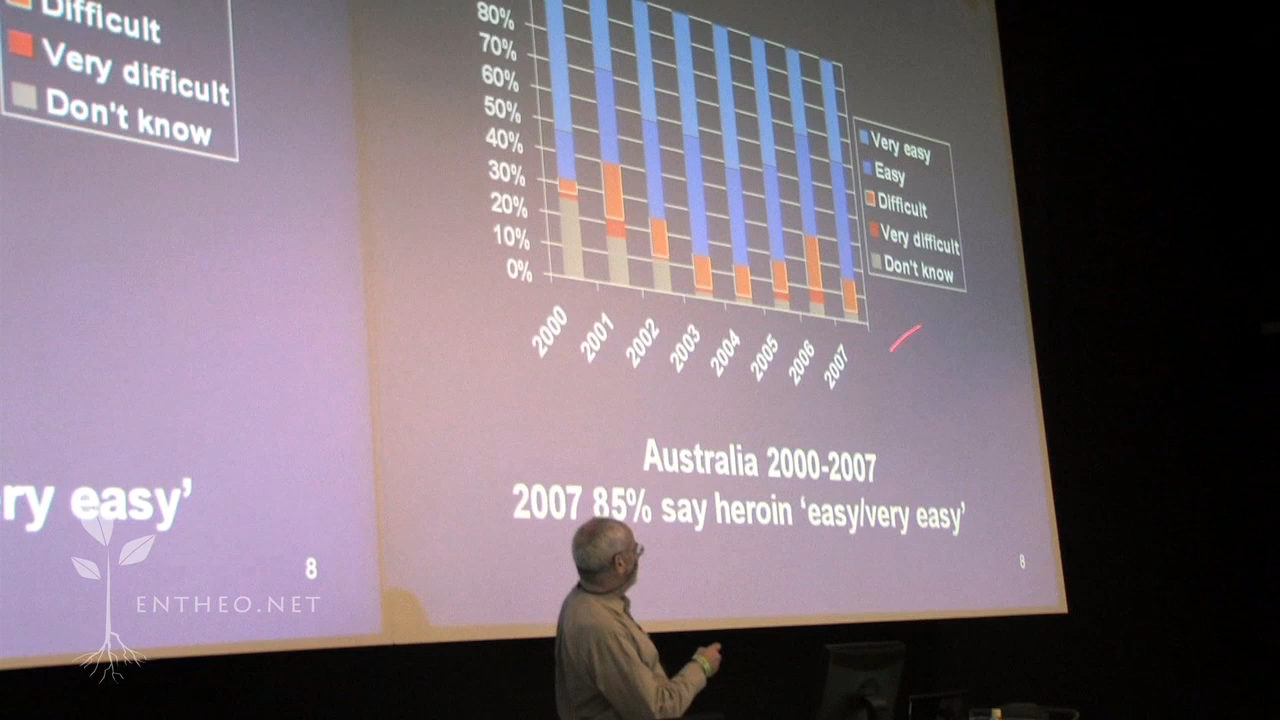 Difficult
Very difficult
Don't know
ry easy’
8
80%
70%
60%
50%
40%
30%
20%
10%
0%
2000
2001
2002
2003
2004
2005
2006
2007
Very easy
Easy
Difficult
Very difficult
Don't know
Australia 2000-2007
2007 85% say heroin ‘easy/very easy’
8
ENTHEO.NET